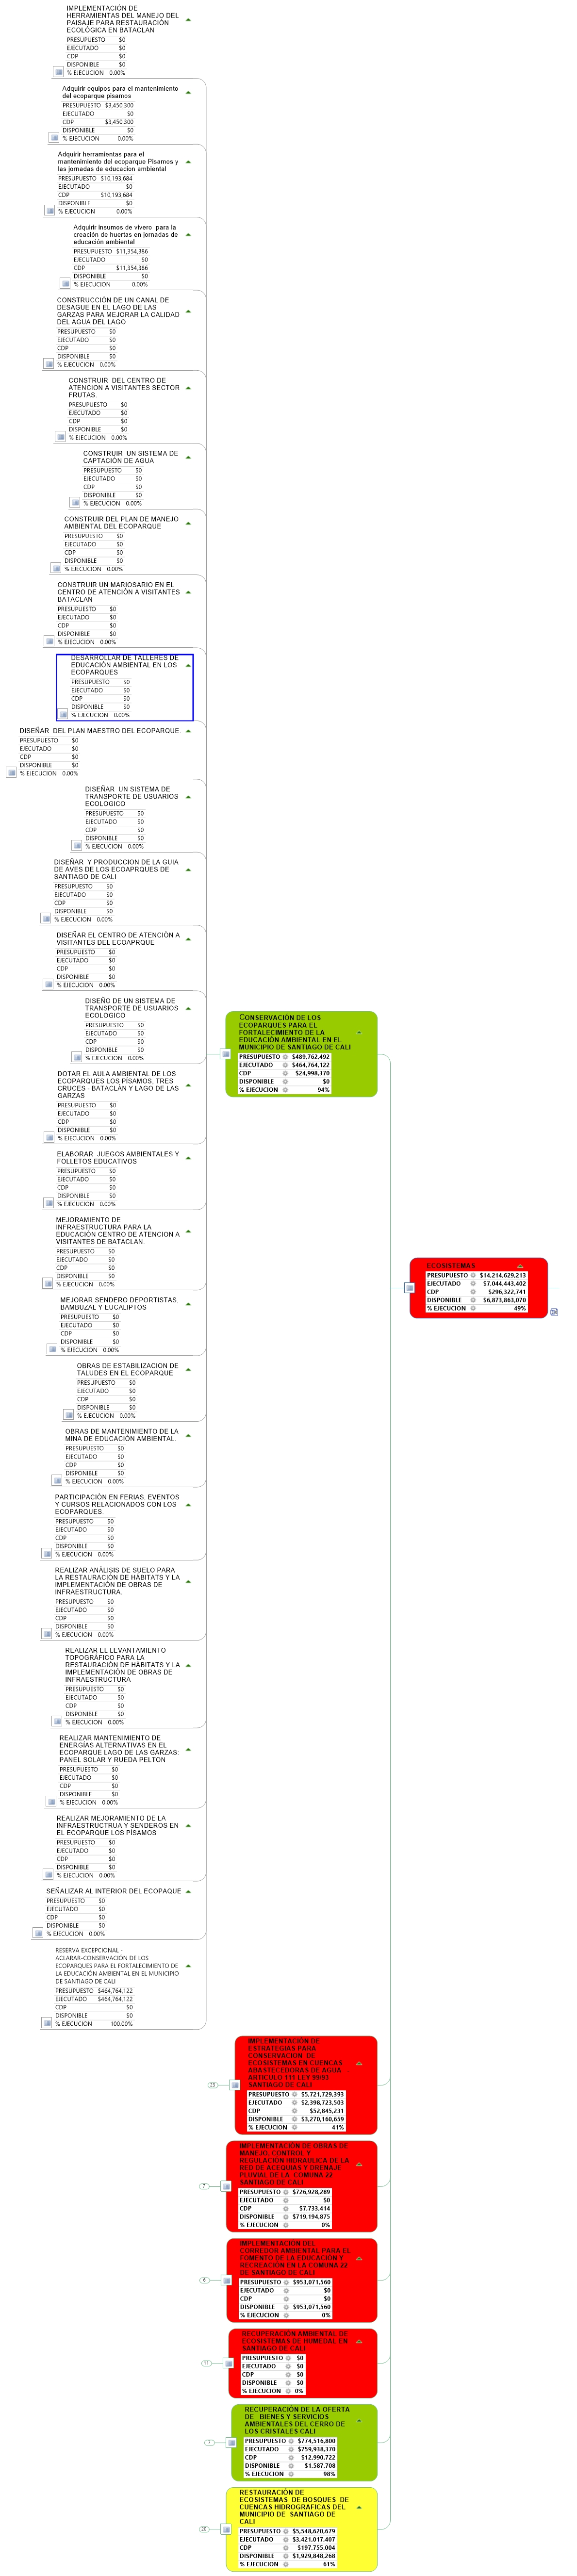 IMPLEMENTACIÓN DE
HERRAMIENTAS DEL MANEJO DEL
PAISAJE PARA RESTAURACIÓN
ECOLÓGICA EN BATACLAN
PRESUPUESTO $0
EJECUTADO $0
CDP $0
DISPONIBLE $0
% EJECUCION 0.00%
Adquirir equipos para el mantenimiento
del ecoparque pisamos
PRESUPUESTO $3,450,300
EJECUTADO $0
CDP $3,450,300
DISPONIBLE $0
% EJECUCION 0.00%
Adquirir herramientas para el
mantenimiento del ecoparque Pisamos y
las jornadas de educacion ambiental
PRESUPUESTO $10,193,684
EJECUTADO $0
CDP $10,193,684
DISPONIBLE $0
% EJECUCION 0.00%
Adquirir insumos de vivero para la
creación de huertas en jornadas de
educación ambiental
PRESUPUESTO $11,354,386
EJECUTADO $0
CDP $11,354,386
DISPONIBLE $0
% EJECUCION 0.00%
CONSTRUCCIÓN DE UN CANAL DE
DESAGUE EN EL LAGO DE LAS
GARZAS PARA MEJORAR LA CALIDAD
DEL AGUA DEL LAGO
PRESUPUESTO $0
EJECUTADO $0
CDP $0
DISPONIBLE $0
% EJECUCION 0.00%
CONSTRUIR DEL CENTRO DE
ATENCION A VISITANTES SECTOR
FRUTAS.
PRESUPUESTO $0
EJECUTADO $0
CDP $0
DISPONIBLE $0
% EJECUCION 0.00%
CONSTRUIR UN SISTEMA DE
CAPTACIÓN DE AGUA
PRESUPUESTO $0
EJECUTADO $0
CDP $0
DISPONIBLE $0
% EJECUCION 0.00%
CONSTRUIR DEL PLAN DE MANEJO
AMBIENTAL DEL ECOPARQUE
PRESUPUESTO $0
EJECUTADO $0
CDP $0
DISPONIBLE $0
% EJECUCION 0.00%
CONSTRUIR UN MARIOSARIO EN EL
CENTRO DE ATENCIÓN A VISITANTES
BATACLAN
PRESUPUESTO $0
EJECUTADO $0
CDP $0
DISPONIBLE $0
% EJECUCION 0.00%
DESARROLLAR DE TALLERES DE
EDUCACIÓN AMBIENTAL EN LOS
ECOPARQUES
PRESUPUESTO $0
EJECUTADO $0
CDP $0
DISPONIBLE $0
% EJECUCION 0.00%
DISEÑAR DEL PLAN MAESTRO DEL ECOPARQUE.
PRESUPUESTO $0
EJECUTADO $0
CDP $0
DISPONIBLE $0
% EJECUCION 0.00%
DISEÑAR UN SISTEMA DE
TRANSPORTE DE USUARIOS
ECOLOGICO
PRESUPUESTO $0
EJECUTADO $0
CDP $0
DISPONIBLE $0
% EJECUCION 0.00%
DISEÑAR Y PRODUCCION DE LA GUIA
DE AVES DE LOS ECOAPRQUES DE
SANTIAGO DE CALI
PRESUPUESTO $0
EJECUTADO $0
CDP $0
DISPONIBLE $0
% EJECUCION 0.00%
DISEÑAR EL CENTRO DE ATENCIÓN A
VISITANTES DEL ECOAPRQUE
PRESUPUESTO $0
EJECUTADO $0
CDP $0
DISPONIBLE $0
% EJECUCION 0.00%
DISEÑO DE UN SISTEMA DE
TRANSPORTE DE USUARIOS
ECOLOGICO
PRESUPUESTO $0
EJECUTADO $0
CDP $0
DISPONIBLE $0
% EJECUCION 0.00%
DOTAR EL AULA AMBIENTAL DE LOS
ECOPARQUES LOS PÍSAMOS, TRES
CRUCES - BATACLÁN Y LAGO DE LAS
GARZAS
PRESUPUESTO $0
EJECUTADO $0
CDP $0
DISPONIBLE $0
% EJECUCION 0.00%
ELABORAR JUEGOS AMBIENTALES Y
FOLLETOS EDUCATIVOS
PRESUPUESTO $0
EJECUTADO $0
CDP $0
DISPONIBLE $0
% EJECUCION 0.00%
MEJORAMIENTO DE
INFRAESTRUCTURA PARA LA
EDUCACIÓN CENTRO DE ATENCION A
VISITANTES DE BATACLAN.
PRESUPUESTO $0
EJECUTADO $0
CDP $0
DISPONIBLE $0
% EJECUCION 0.00%
MEJORAR SENDERO DEPORTISTAS,
BAMBUZAL Y EUCALIPTOS
PRESUPUESTO $0
EJECUTADO $0
CDP $0
DISPONIBLE $0
% EJECUCION 0.00%
OBRAS DE ESTABILIZACION DE
TALUDES EN EL ECOPARQUE
PRESUPUESTO $0
EJECUTADO $0
CDP $0
DISPONIBLE $0
% EJECUCION 0.00%
OBRAS DE MANTENIMIENTO DE LA
MINA DE EDUCACIÓN AMBIENTAL.
PRESUPUESTO $0
EJECUTADO $0
CDP $0
DISPONIBLE $0
% EJECUCION 0.00%
PARTICIPACIÓN EN FERIAS, EVENTOS
Y CURSOS RELACIONADOS CON LOS
ECOPARQUES.
PRESUPUESTO $0
EJECUTADO $0
CDP $0
DISPONIBLE $0
% EJECUCION 0.00%
REALIZAR ANÁLISIS DE SUELO PARA
LA RESTAURACIÓN DE HÁBITATS Y LA
IMPLEMENTACIÓN DE OBRAS DE
INFRAESTRUCTURA.
PRESUPUESTO $0
EJECUTADO $0
CDP $0
DISPONIBLE $0
% EJECUCION 0.00%
REALIZAR EL LEVANTAMIENTO
TOPOGRÁFICO PARA LA
RESTAURACIÓN DE HÁBITATS Y LA
IMPLEMENTACIÓN DE OBRAS DE
INFRAESTRUCTURA
PRESUPUESTO $0
EJECUTADO $0
CDP $0
DISPONIBLE $0
% EJECUCION 0.00%
REALIZAR MANTENIMIENTO DE
ENERGÍAS ALTERNATIVAS EN EL
ECOPARQUE LAGO DE LAS GARZAS:
PANEL SOLAR Y RUEDA PELTON
PRESUPUESTO $0
EJECUTADO $0
CDP $0
DISPONIBLE $0
% EJECUCION 0.00%
REALIZAR MEJORAMIENTO DE LA
INFRAESTRUCTRUA Y SENDEROS EN
EL ECOPARQUE LOS PÍSAMOS
PRESUPUESTO $0
EJECUTADO $0
CDP $0
DISPONIBLE $0
% EJECUCION 0.00%
SEÑALIZAR AL INTERIOR DEL ECOPAQUE
PRESUPUESTO $0
EJECUTADO $0
CDP $0
DISPONIBLE $0
% EJECUCION 0.00%
RESERVA EXCEPCIONAL -
ACLARAR-CONSERVACIÓN DE LOS
ECOPARQUES PARA EL FORTALECIMIENTO DE
LA EDUCACIÓN AMBIENTAL EN EL MUNICIPIO
DE SANTIAGO DE CALI
PRESUPUESTO $464,764,122
EJECUTADO $464,764,122
CDP $0
DISPONIBLE $0
% EJECUCION 100.00%
CONSERVACIÓN DE LOS
ECOPARQUES PARA EL
FORTALECIMIENTO DE LA
EDUCACIÓN AMBIENTAL EN EL
MUNICIPIO DE SANTIAGO DE CALI
PRESUPUESTO $489,762,492
EJECUTADO $464,764,122
CDP $24,998,370
DISPONIBLE $0
% EJECUCION 94%
ECOSISTEMAS
PRESUPUESTO $14,214,629,213
EJECUTADO $7,044,443,402
CDP $296,322,741
DISPONIBLE $6,873,863,070
% EJECUCION 49%
IMPLEMENTACIÓN DE
ESTRATEGIAS PARA
CONSERVACIÓN DE
ECOSISTEMAS EN CUENCAS
ABASTECEDORAS DE AGUA. -
ARTICULO 111 LEY 99/93
SANTIAGO DE CALI
23
PRESUPUESTO $5,721,729,393
EJECUTADO $2,398,723,503
CDP $52,845,231
DISPONIBLE $3,270,160,659
% EJECUCION 41%
IMPLEMENTACIÓN DE OBRAS DE
MANEJO, CONTROL Y
REGULACIÓN HIDRÁULICA DE LA
RED DE ACEQUIAS Y DRENAJE
PLUVIAL DE LA COMUNA 22
SANTIAGO DE CALI
7
PRESUPUESTO $726,928,289
EJECUTADO $0
CDP $7,733,414
DISPONIBLE $719,194,875
% EJECUCION 0%
IMPLEMENTACIÓN DEL
CORREDOR AMBIENTAL PARA EL
FOMENTO DE LA EDUCACIÓN Y
RECREACIÓN EN LA COMUNA 22
DE SANTIAGO DE CALI
PRESUPUESTO $953,071,560
EJECUTADO $0
CDP $0
DISPONIBLE $953,071,560
% EJECUCION 0%
RECUPERACIÓN AMBIENTAL DE
ECOSISTEMAS DE HUMEDAL EN
SANTIAGO DE CALI
11
PRESUPUESTO $0
EJECUTADO $0
CDP $0
DISPONIBLE $0
% EJECUCION 0%
RECUPERACIÓN DE LA OFERTA
DE BIENES Y SERVICIOS
AMBIENTALES DEL CERRO DE
LOS CRISTALES CALI
7
PRESUPUESTO $774,516,800
EJECUTADO $759,938,370
CDP $12,990,722
DISPONIBLE $1,587,708
% EJECUCION 98%
RESTAURACIÓN DE
ECOSISTEMAS DE BOSQUES DE
CUENCAS HIDROGRAFICAS DEL
MUNICIPIO DE SANTIAGO DE
CALI
20
PRESUPUESTO $5,548,620,679
EJECUTADO $3,421,017,407
CDP $197,755,004
DISPONIBLE $1,929,848,268
% EJECUCION 61%